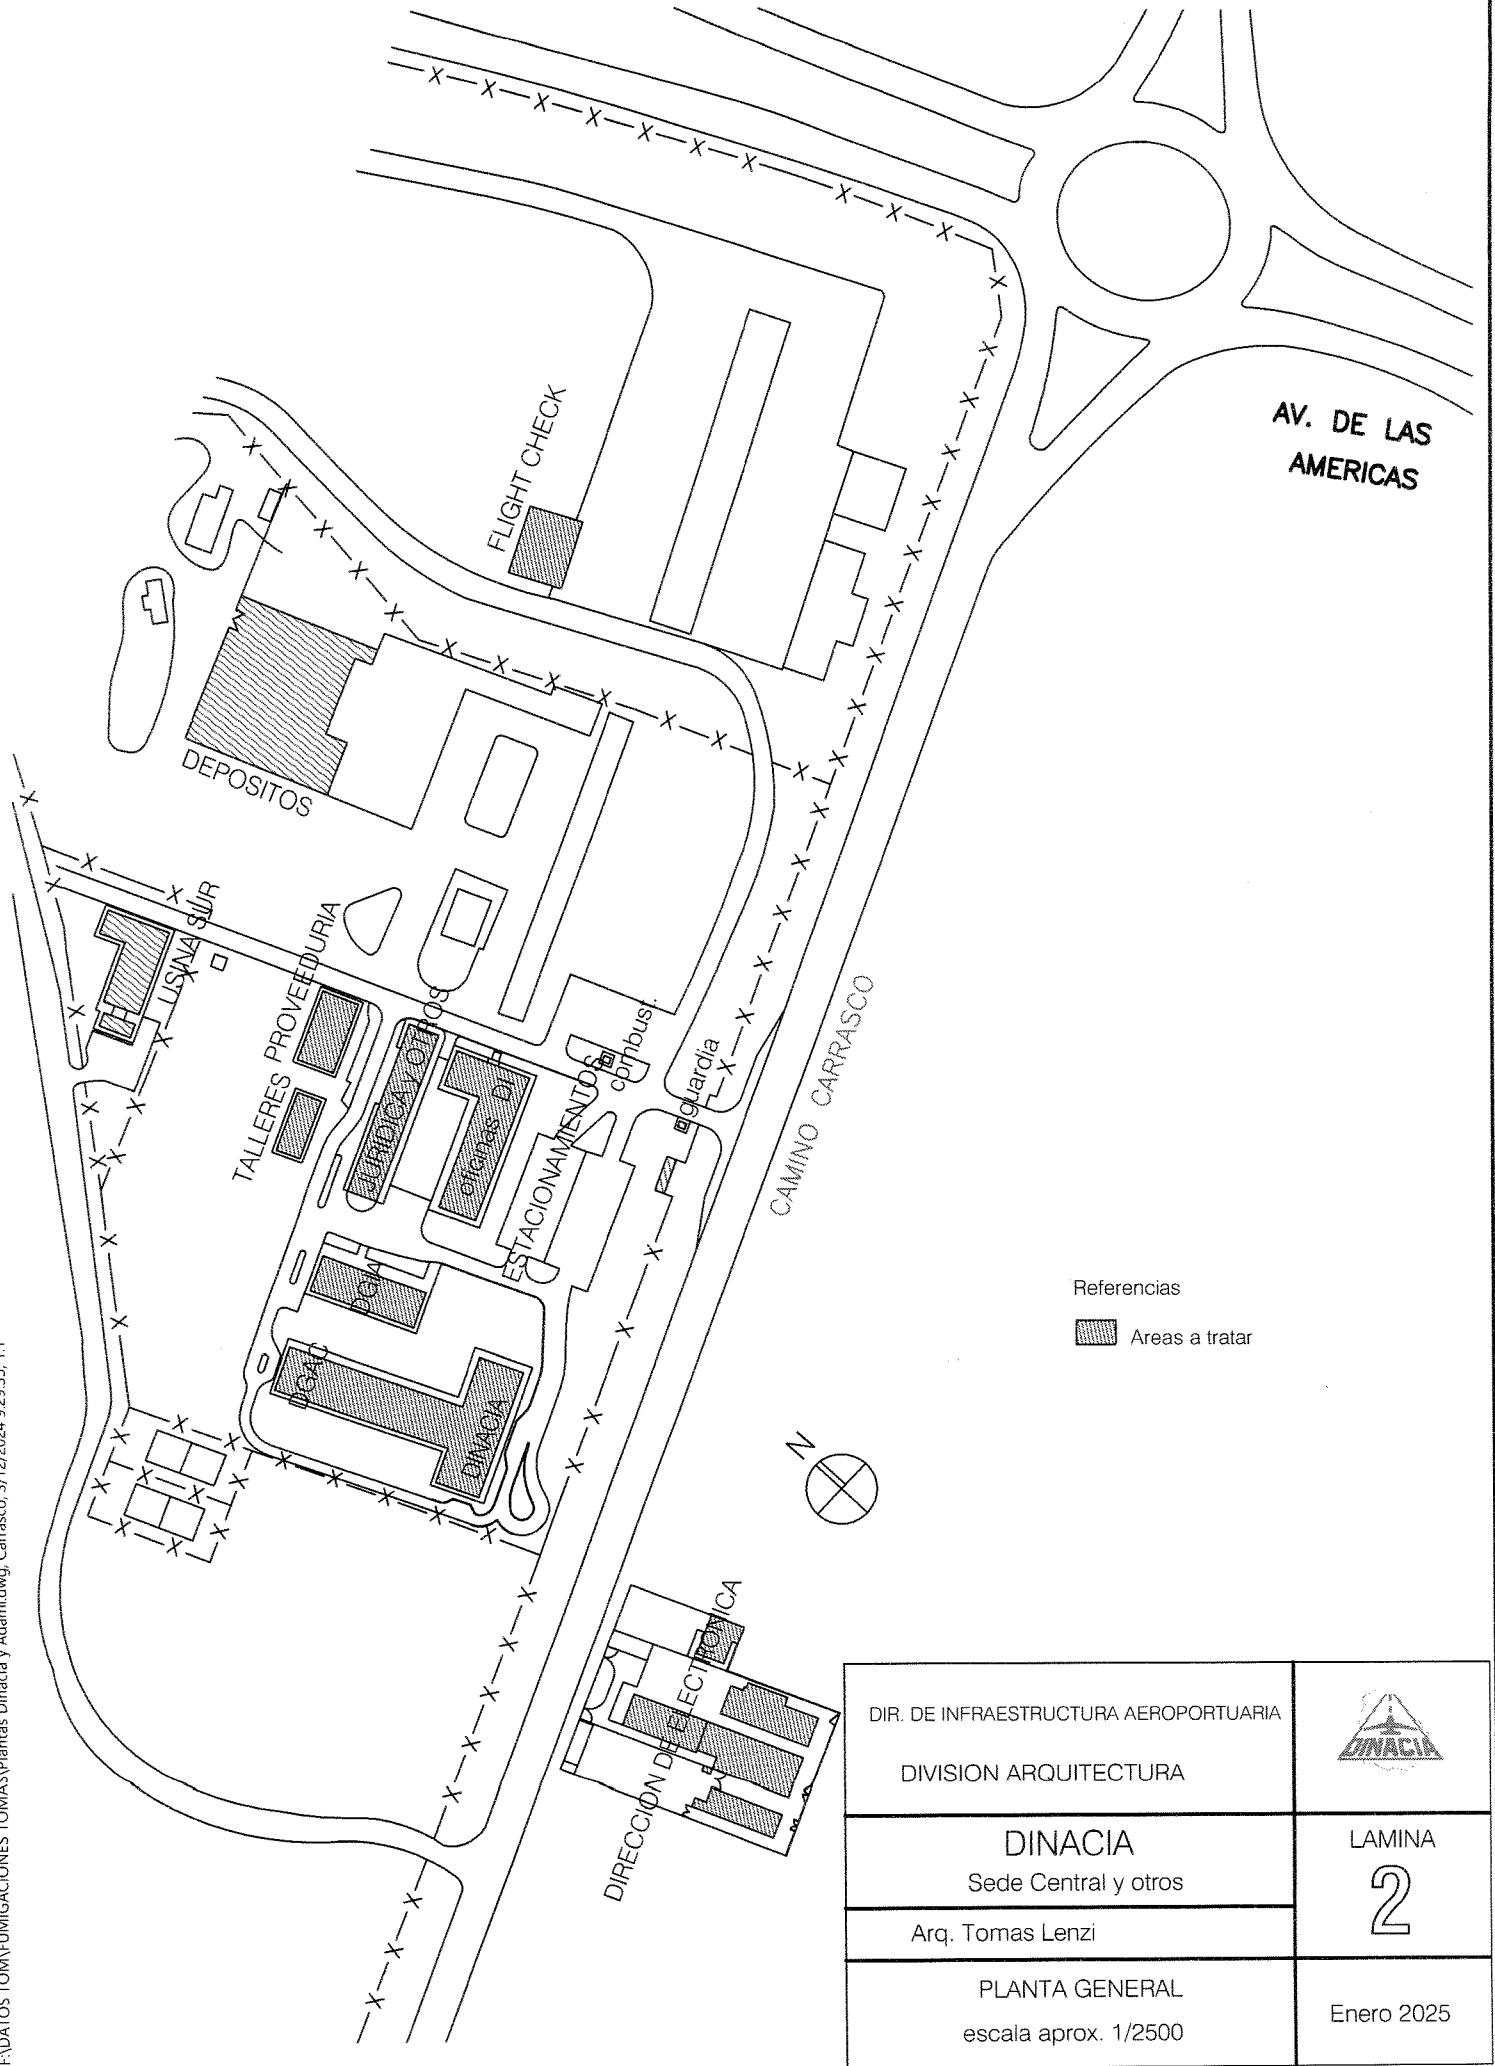 AV. DE LAS
AMERICAS
FLIGHT CHECK
DEPOSITOS
USINA SUR
PROVEEDURIA
TALLERES
JURIDICA y OTROS
oficinas DI
ESTACIONAMIENTOS
combust.
guardia
CAMINO CARRASCO
DGIA
DGAC
DINACIA
N
DIRECCION DE ELECTRONICA
Referencias
Areas a tratar
DIR. DE INFRAESTRUCTURA AEROPORTUARIA
DIVISION ARQUITECTURA
DINACIA
DINACIA
Sede Central y otros
LAMINA
2
Arq. Tomas Lenzi
PLANTA GENERAL
escala aprox. 1/2500
Enero 2025